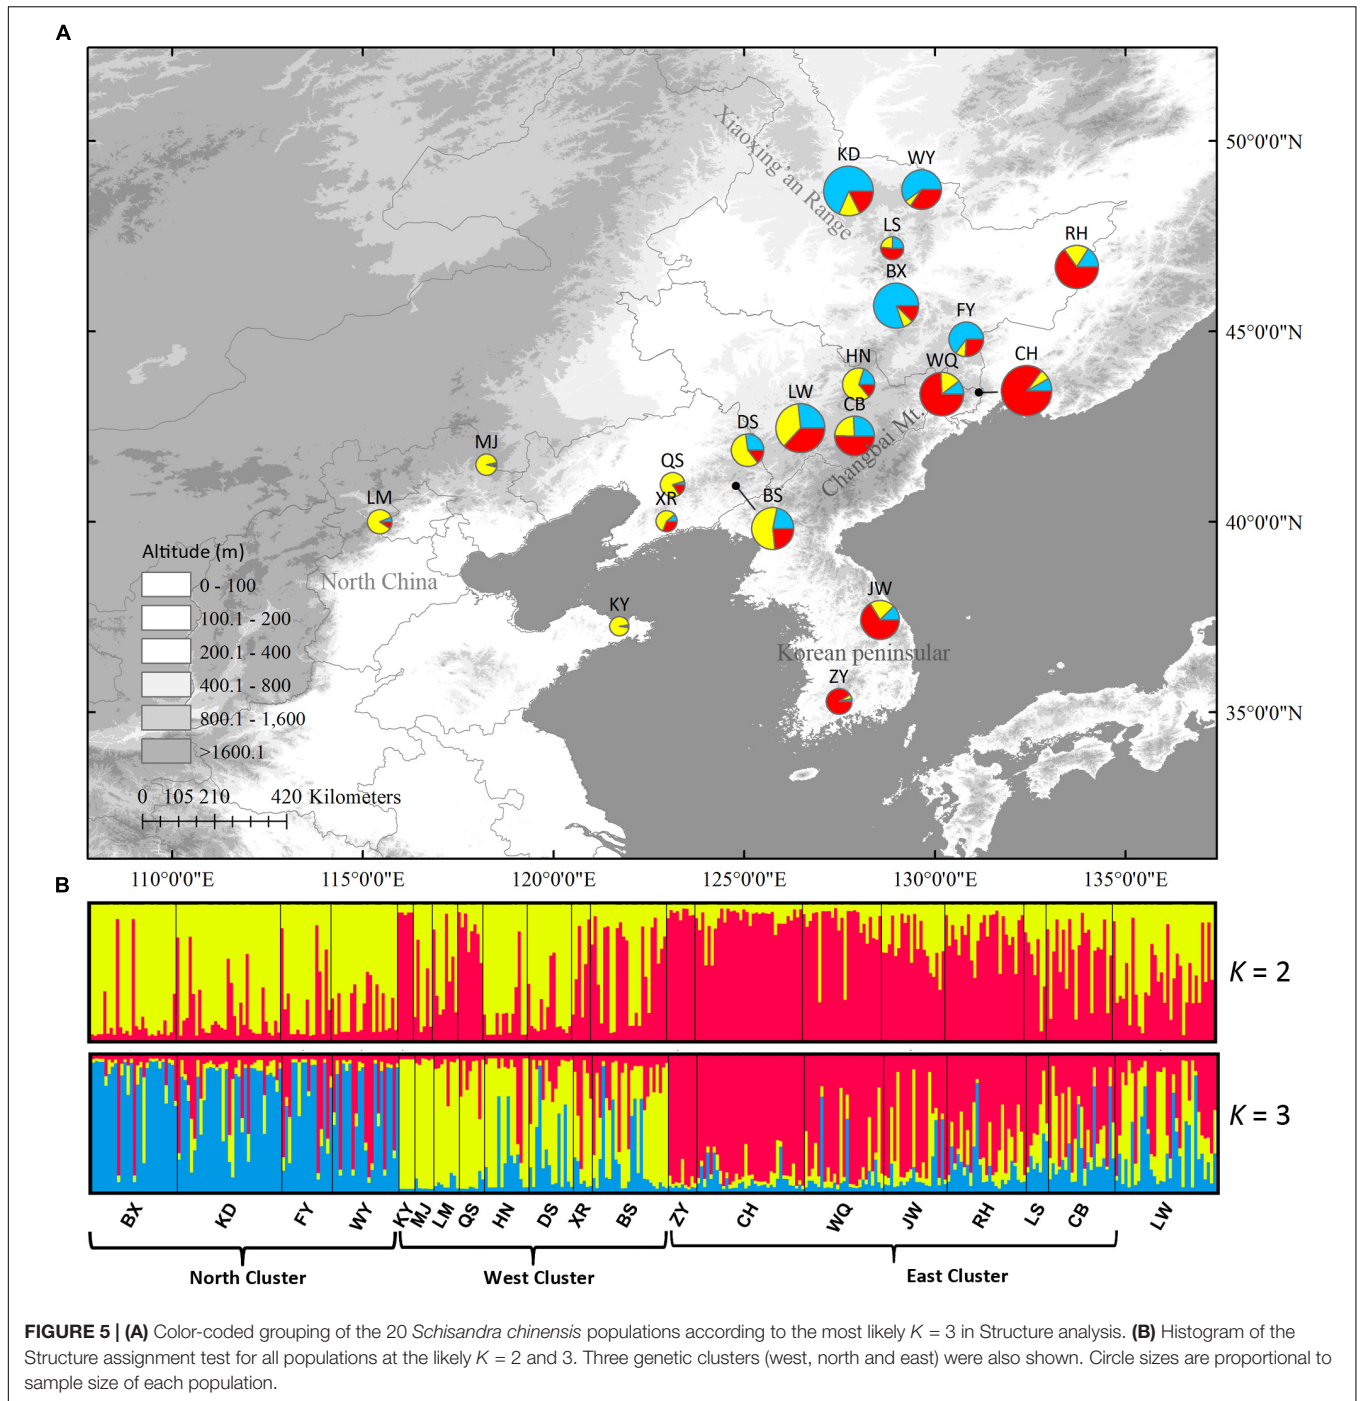 A
Xiaoxing'an Range
50°0'0"N
KD
WY
LS
RH
BX
FY
45°0'0"N
HN
WQ
CH
LW
CB
DS
Changbai Mt.
MJ
QS
LM
XR
BS
40°0'0"N
Altitude (m)
0 - 100
North China
100.1 - 200
KY
JW
200.1 - 400
Korean peninsular
400.1 - 800
ZY
800.1 - 1,600
35°0'0"N
>1600.1
0 105 210 420 Kilometers
110°0'0"E 115°0'0"E 120°0'0"E 125°0'0"E 130°0'0"E 135°0'0"E
B
K = 2
K = 3
BX KD FY WY KY MJ LM QS HN DS XR BS ZY CH WQ JW RH LS CB LW
North Cluster West Cluster East Cluster
FIGURE 5 | (A) Color-coded grouping of the 20 Schisandra chinensis populations according to the most likely K = 3 in Structure analysis. (B) Histogram of the
Structure assignment test for all populations at the likely K = 2 and 3. Three genetic clusters (west, north and east) were also shown. Circle sizes are proportional to
sample size of each population.